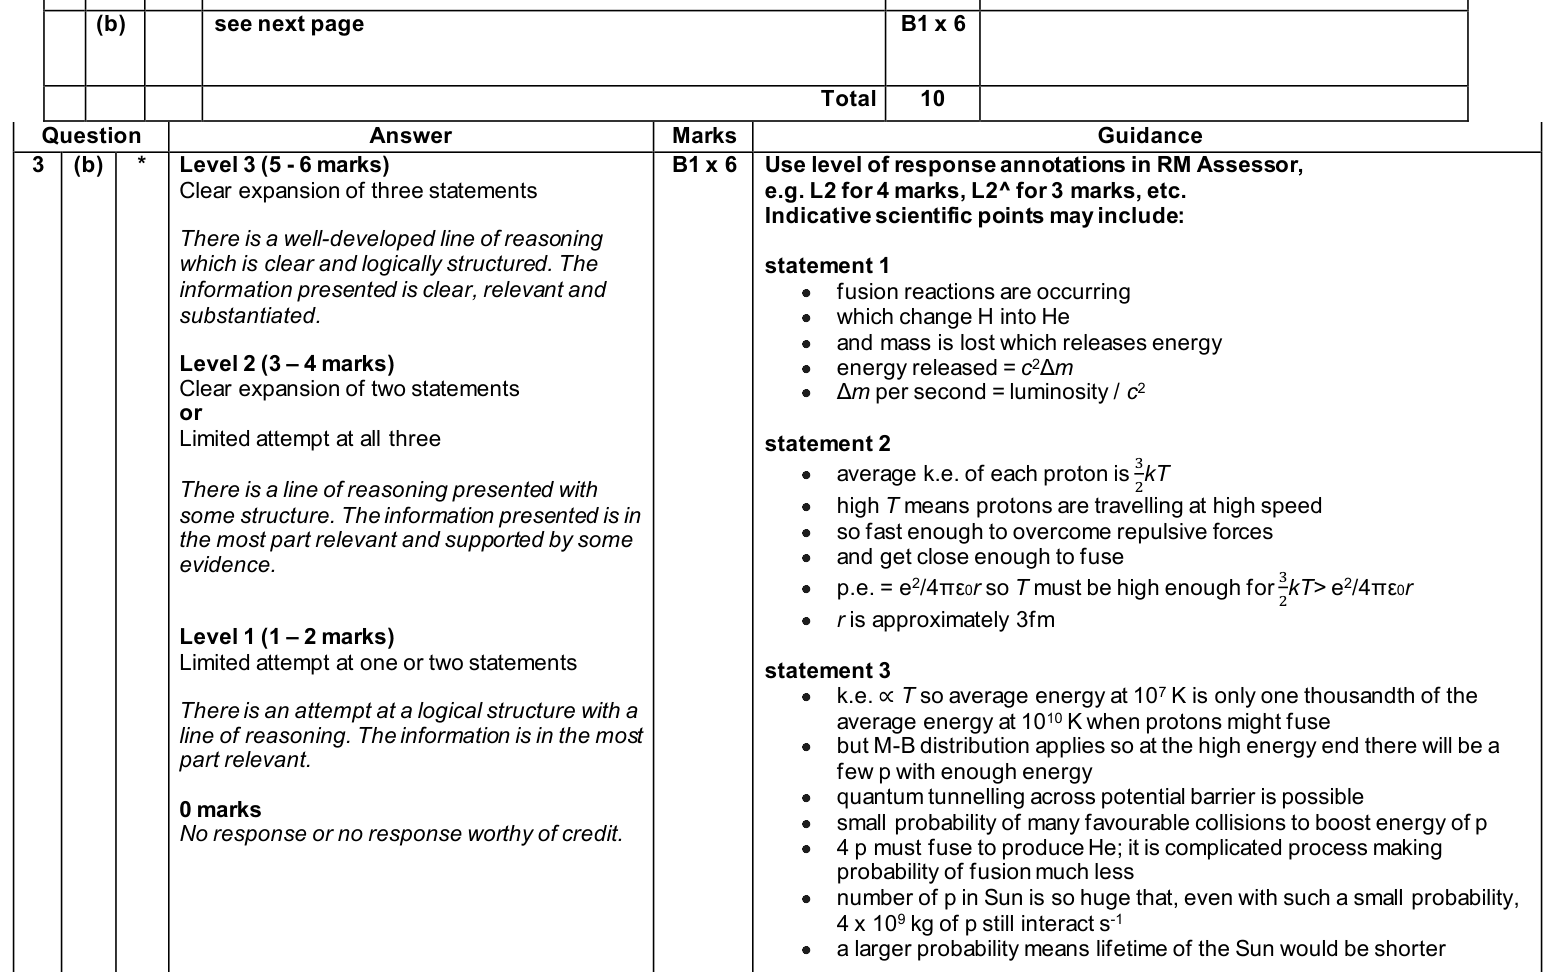 (b) see next page B1 x 6
Total 10
Question Answer Marks Guidance
3 (b) * Level 3 (5 - 6 marks) B1 x 6
Clear expansion of three statements
There is a well-developed line of reasoning
which is clear and logically structured. The
information presented is clear, relevant and
substantiated.
Level 2 (3 – 4 marks)
Clear expansion of two statements
or
Limited attempt at all three
There is a line of reasoning presented with
some structure. The information presented is in
the most part relevant and supported by some
evidence.
Level 1 (1 – 2 marks)
Limited attempt at one or two statements
There is an attempt at a logical structure with a
line of reasoning. The information is in the most
part relevant.
0 marks
No response or no response worthy of credit.
Use level of response annotations in RM Assessor,
e.g. L2 for 4 marks, L2^ for 3 marks, etc.
Indicative scientific points may include:
statement 1
• fusion reactions are occurring
• which change H into He
• and mass is lost which releases energy
• energy released = c²Δm
• Δm per second = luminosity / c²
statement 2
• average k.e. of each proton is 3/2 kT
• high T means protons are travelling at high speed
• so fast enough to overcome repulsive forces
• and get close enough to fuse
• p.e. = e²/4πε₀r so T must be high enough for 3/2 kT> e²/4πε₀r
• r is approximately 3fm
statement 3
• k.e. ∝ T so average energy at 10⁷ K is only one thousandth of the
average energy at 10¹⁰ K when protons might fuse
• but M-B distribution applies so at the high energy end there will be a
few p with enough energy
• quantum tunnelling across potential barrier is possible
• small probability of many favourable collisions to boost energy of p
• 4 p must fuse to produce He; it is complicated process making
probability of fusion much less
• number of p in Sun is so huge that, even with such a small probability,
4 x 10⁹ kg of p still interact s⁻¹
• a larger probability means lifetime of the Sun would be shorter